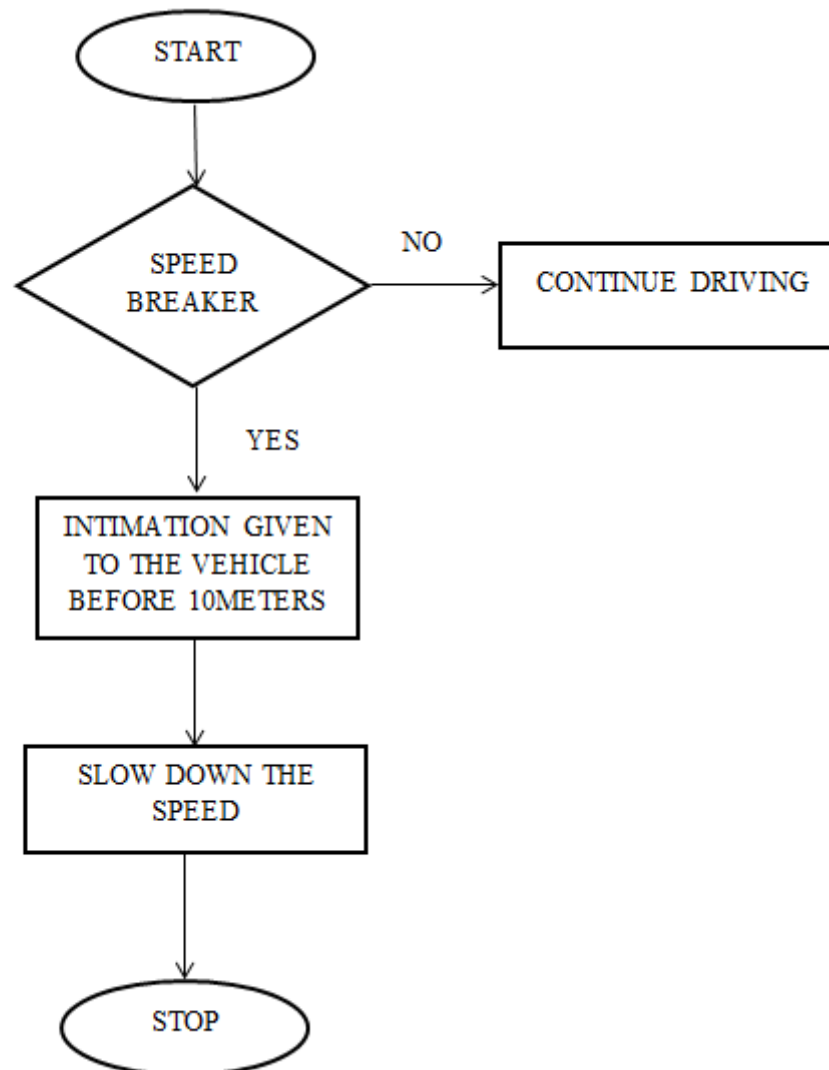 START
SPEED
BREAKER
NO
CONTINUE DRIVING
YES
INTIMATION GIVEN
TO THE VEHICLE
BEFORE 10METERS
SLOW DOWN THE
SPEED
STOP